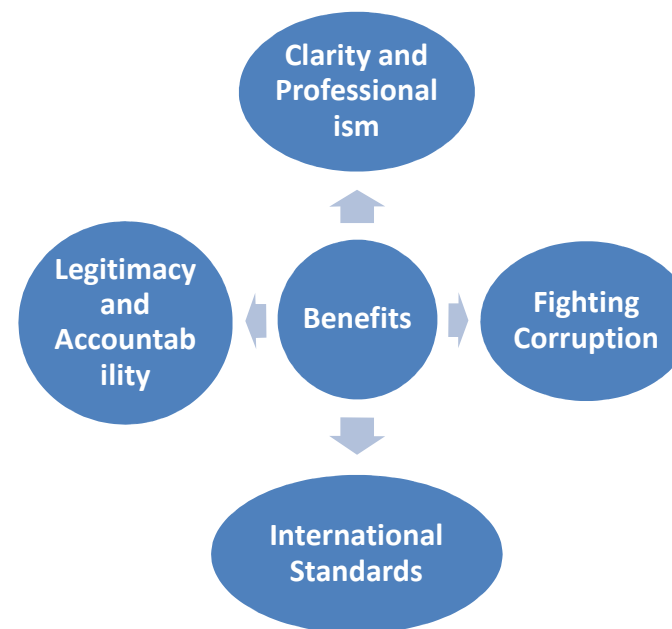 Clarity and
Professional
ism
Legitimacy
and
Accountab
ility
Benefits
Fighting
Corruption
International
Standards